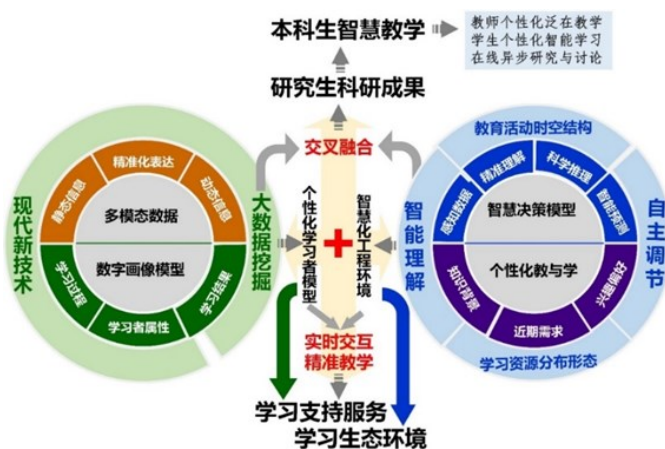 本科生智慧教学
教师个性化泛在教学
学生个性化智能学习
在线异步研究与讨论
研究生科研成果
交叉融合
现代新技术
静态信息
精准化表达
动态信息
多模态数据
数字画像模型
学习过程
学习者属性
学习结果
大数据挖掘
个性化学习者模型
智慧化工程环境
智能理解
教育活动时空结构
感知数据
精准理解
科学推理
智能预测
智慧决策模型
个性化教与学
知识背景
近期需求
兴趣偏好
学习资源分布形态
自主调节
实时交互
精准教学
学习支持服务
学习生态环境